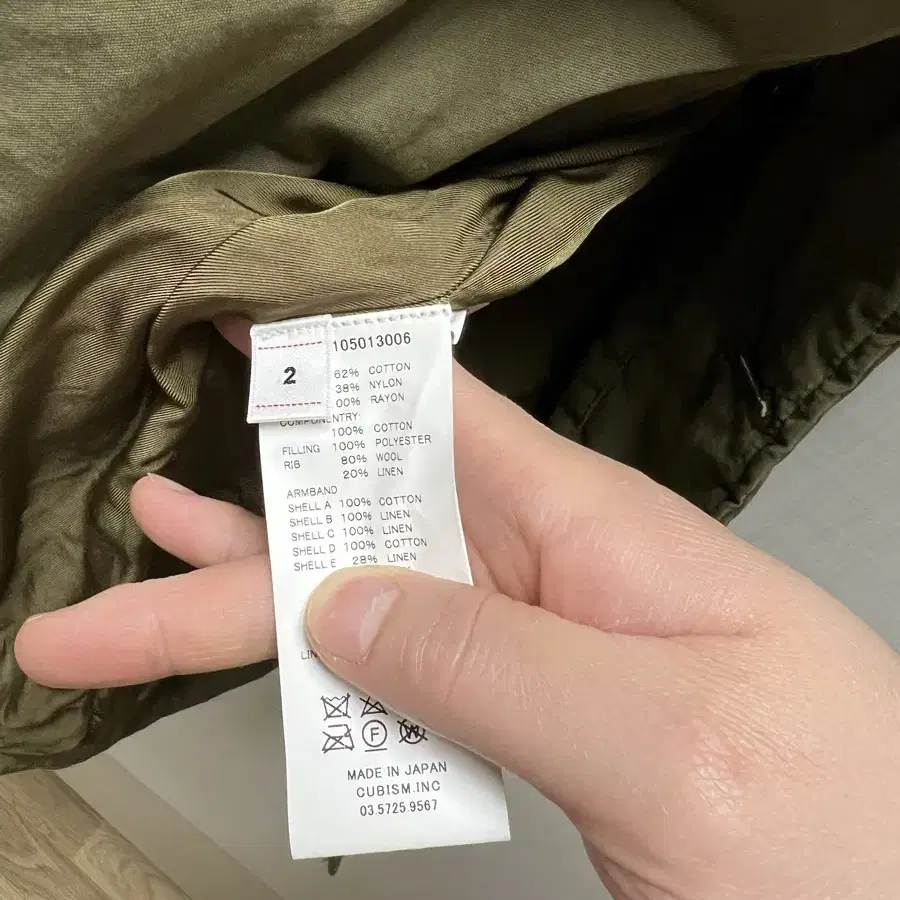 2
105013006
62% COTTON
38% NYLON
00% RAYON
COMPONENTRY:
100% COTTON
FILLING 100% POLYESTER
RIB 80% WOOL
20% LINEN
ARMBAND
SHELL A 100% COTTON
SHELL B 100% LINEN
SHELL C 100% LINEN
SHELL D 100% COTTON
SHELL E 28% LINEN
F
W
MADE IN JAPAN
CUBISM.INC
03.5725.9567